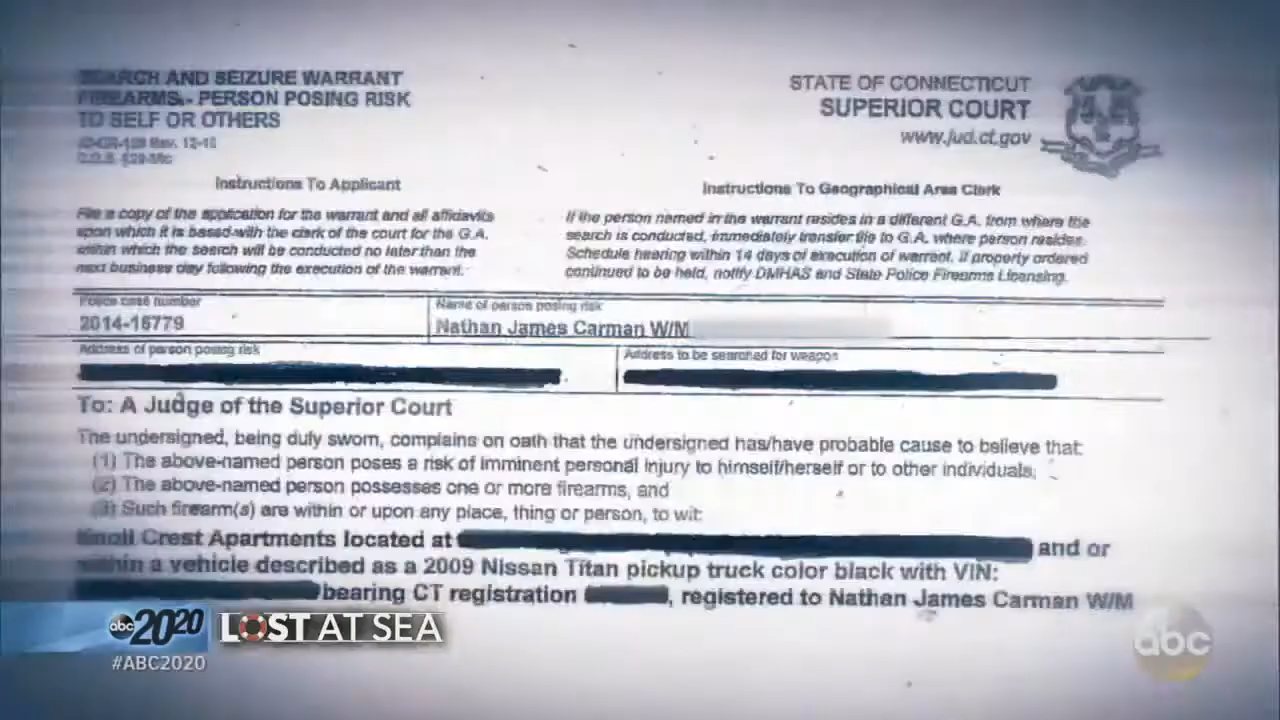 SEARCH AND SEIZURE WARRANT
FIREARMS - PERSON POSING RISK
TO SELF OR OTHERS
STATE OF CONNECTICUT
SUPERIOR COURT
www.jud.ct.gov
Instructions To Applicant
File a copy of the application for the warrant and all affidavits
upon which it is based with the clerk of the court for the G.A.
within which the search will be conducted no later than the
next business day following the execution of the warrant.
Instructions To Geographical Area Clerk
If the person named in the warrant resides in a different G.A. from where the
search is conducted, immediately transfer file to G.A. where person resides.
Schedule hearing within 14 days of execution of warrant. If property ordered
continued to be held, notify DMHAS and State Police Firearms Licensing.
Police case number
2014-15779
Name of person posing risk
Nathan James Carman W/M
Address of person posing risk
Address to be searched for weapon
To: A Judge of the Superior Court
The undersigned, being duly sworn, complains on oath that the undersigned has/have probable cause to believe that:
(1) The above-named person poses a risk of imminent personal injury to himself/herself or to other individuals;
(2) The above-named person possesses one or more firearms, and
(3) Such firearm(s) are within or upon any place, thing or person, to wit:
Knoll Crest Apartments located at and or
within a vehicle described as a 2009 Nissan Titan pickup truck color black with VIN:
bearing CT registration , registered to Nathan James Carman W/M
abc 2020 LOST AT SEA
#ABC2020
abc